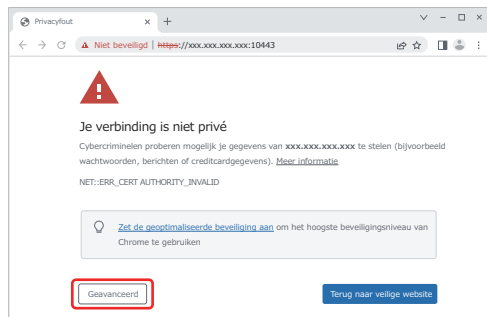 Privacyfout
Niet beveiligd | https://xxx.xxx.xxx.xxx:10443
Je verbinding is niet privé
Cybercriminelen proberen mogelijk je gegevens van xxx.xxx.xxx.xxx te stelen (bijvoorbeeld
wachtwoorden, berichten of creditcardgegevens). Meer informatie
NET::ERR_CERT AUTHORITY_INVALID
Zet de geoptimaliseerde beveiliging aan om het hoogste beveiligingsniveau van
Chrome te gebruiken
Geavanceerd
Terug naar veilige website